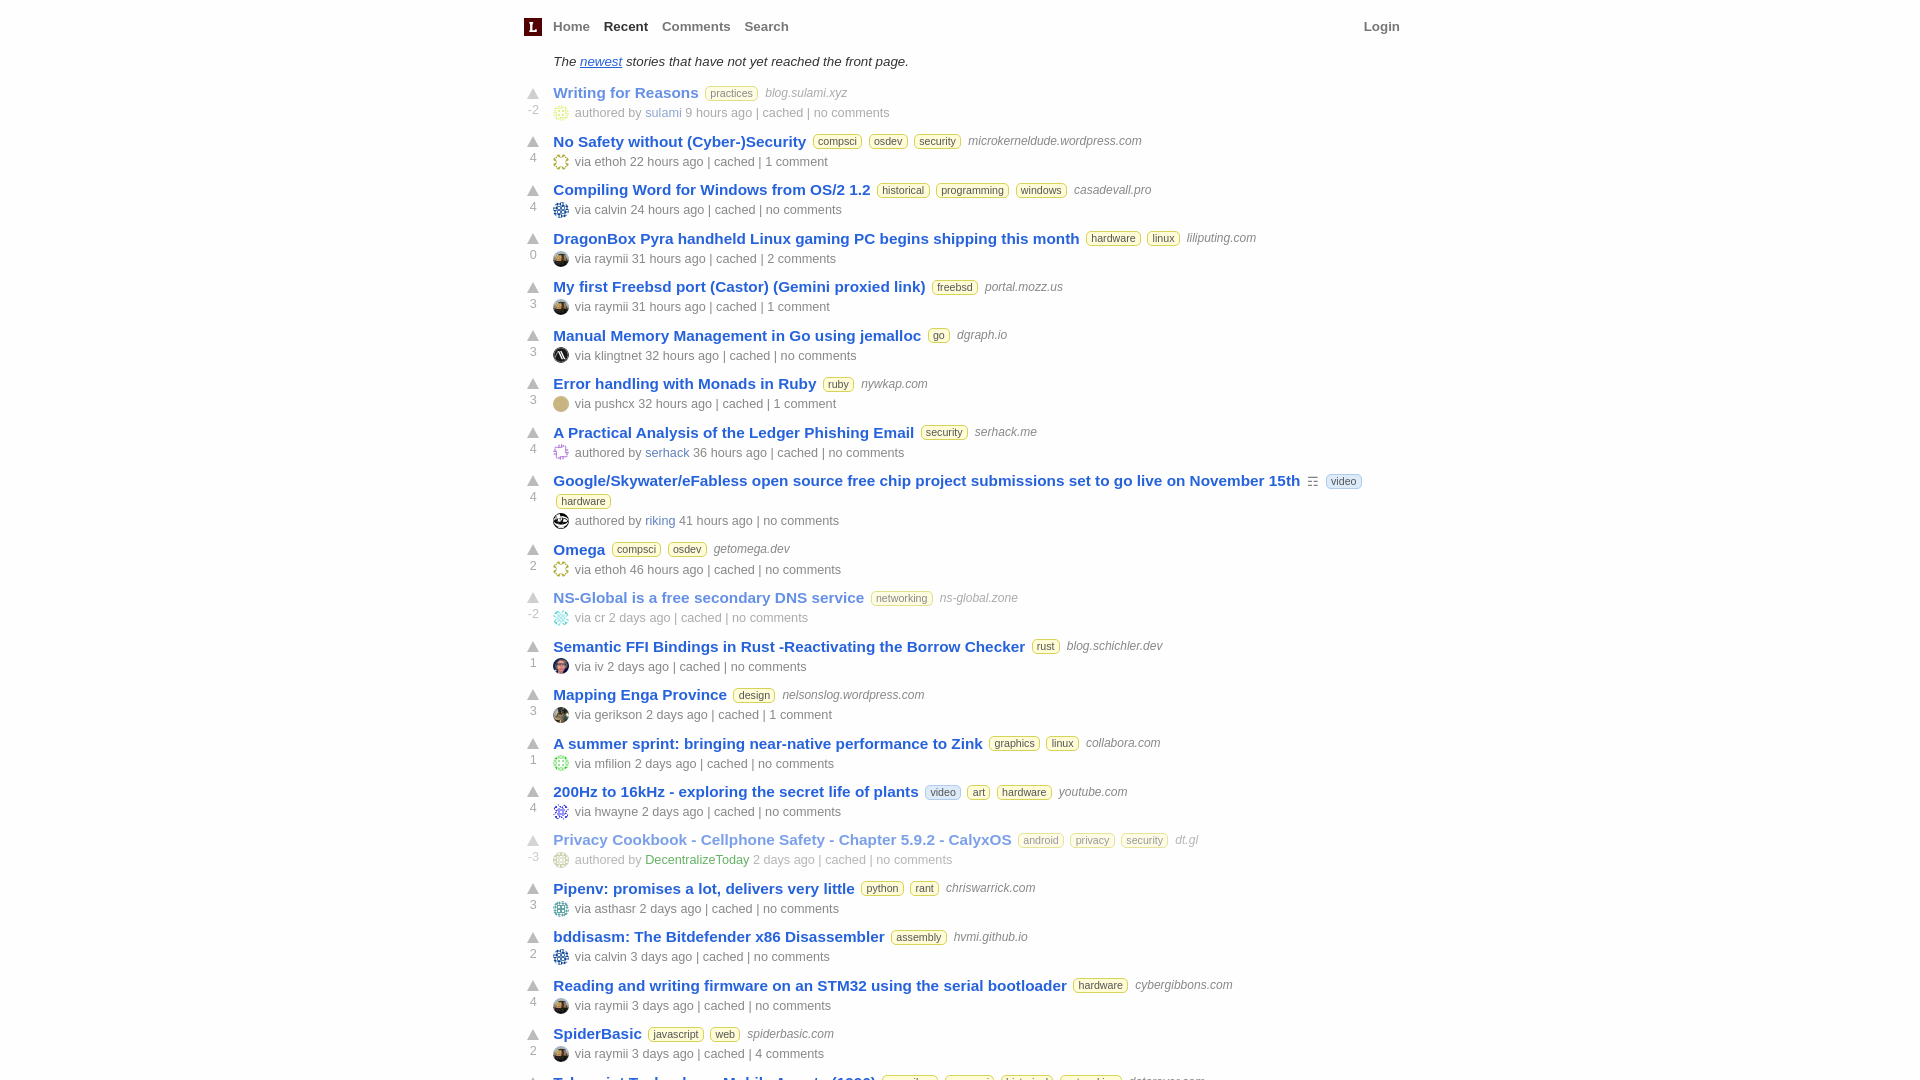 L Home Recent Comments Search Login
The newest stories that have not yet reached the front page.
Writing for Reasons practices blog.sulami.xyz
-2 authored by sulami 9 hours ago | cached | no comments
No Safety without (Cyber-)Security compsci osdev security microkerneldude.wordpress.com
4 via ethoh 22 hours ago | cached | 1 comment
Compiling Word for Windows from OS/2 1.2 historical programming windows casadevall.pro
4 via calvin 24 hours ago | cached | no comments
DragonBox Pyra handheld Linux gaming PC begins shipping this month hardware linux liliputing.com
0 via raymii 31 hours ago | cached | 2 comments
My first Freebsd port (Castor) (Gemini proxied link) freebsd portal.mozz.us
3 via raymii 31 hours ago | cached | 1 comment
Manual Memory Management in Go using jemalloc go dgraph.io
3 via klingtnet 32 hours ago | cached | no comments
Error handling with Monads in Ruby ruby nywkap.com
3 via pushcx 32 hours ago | cached | 1 comment
A Practical Analysis of the Ledger Phishing Email security serhack.me
4 authored by serhack 36 hours ago | cached | no comments
Google/Skywater/eFabless open source free chip project submissions set to go live on November 15th ☶ video
4 hardware
authored by riking 41 hours ago | no comments
Omega compsci osdev getomega.dev
2 via ethoh 46 hours ago | cached | no comments
NS-Global is a free secondary DNS service networking ns-global.zone
-2 via cr 2 days ago | cached | no comments
Semantic FFI Bindings in Rust -Reactivating the Borrow Checker rust blog.schichler.dev
1 via iv 2 days ago | cached | no comments
Mapping Enga Province design nelsonslog.wordpress.com
3 via gerikson 2 days ago | cached | 1 comment
A summer sprint: bringing near-native performance to Zink graphics linux collabora.com
1 via mfilion 2 days ago | cached | no comments
200Hz to 16kHz - exploring the secret life of plants video art hardware youtube.com
4 via hwayne 2 days ago | cached | no comments
Privacy Cookbook - Cellphone Safety - Chapter 5.9.2 - CalyxOS android privacy security dt.gl
-3 authored by DecentralizeToday 2 days ago | cached | no comments
Pipenv: promises a lot, delivers very little python rant chriswarrick.com
3 via asthasr 2 days ago | cached | no comments
bddisasm: The Bitdefender x86 Disassembler assembly hvmi.github.io
2 via calvin 3 days ago | cached | no comments
Reading and writing firmware on an STM32 using the serial bootloader hardware cybergibbons.com
4 via raymii 3 days ago | cached | no comments
SpiderBasic javascript web spiderbasic.com
2 via raymii 3 days ago | cached | 4 comments